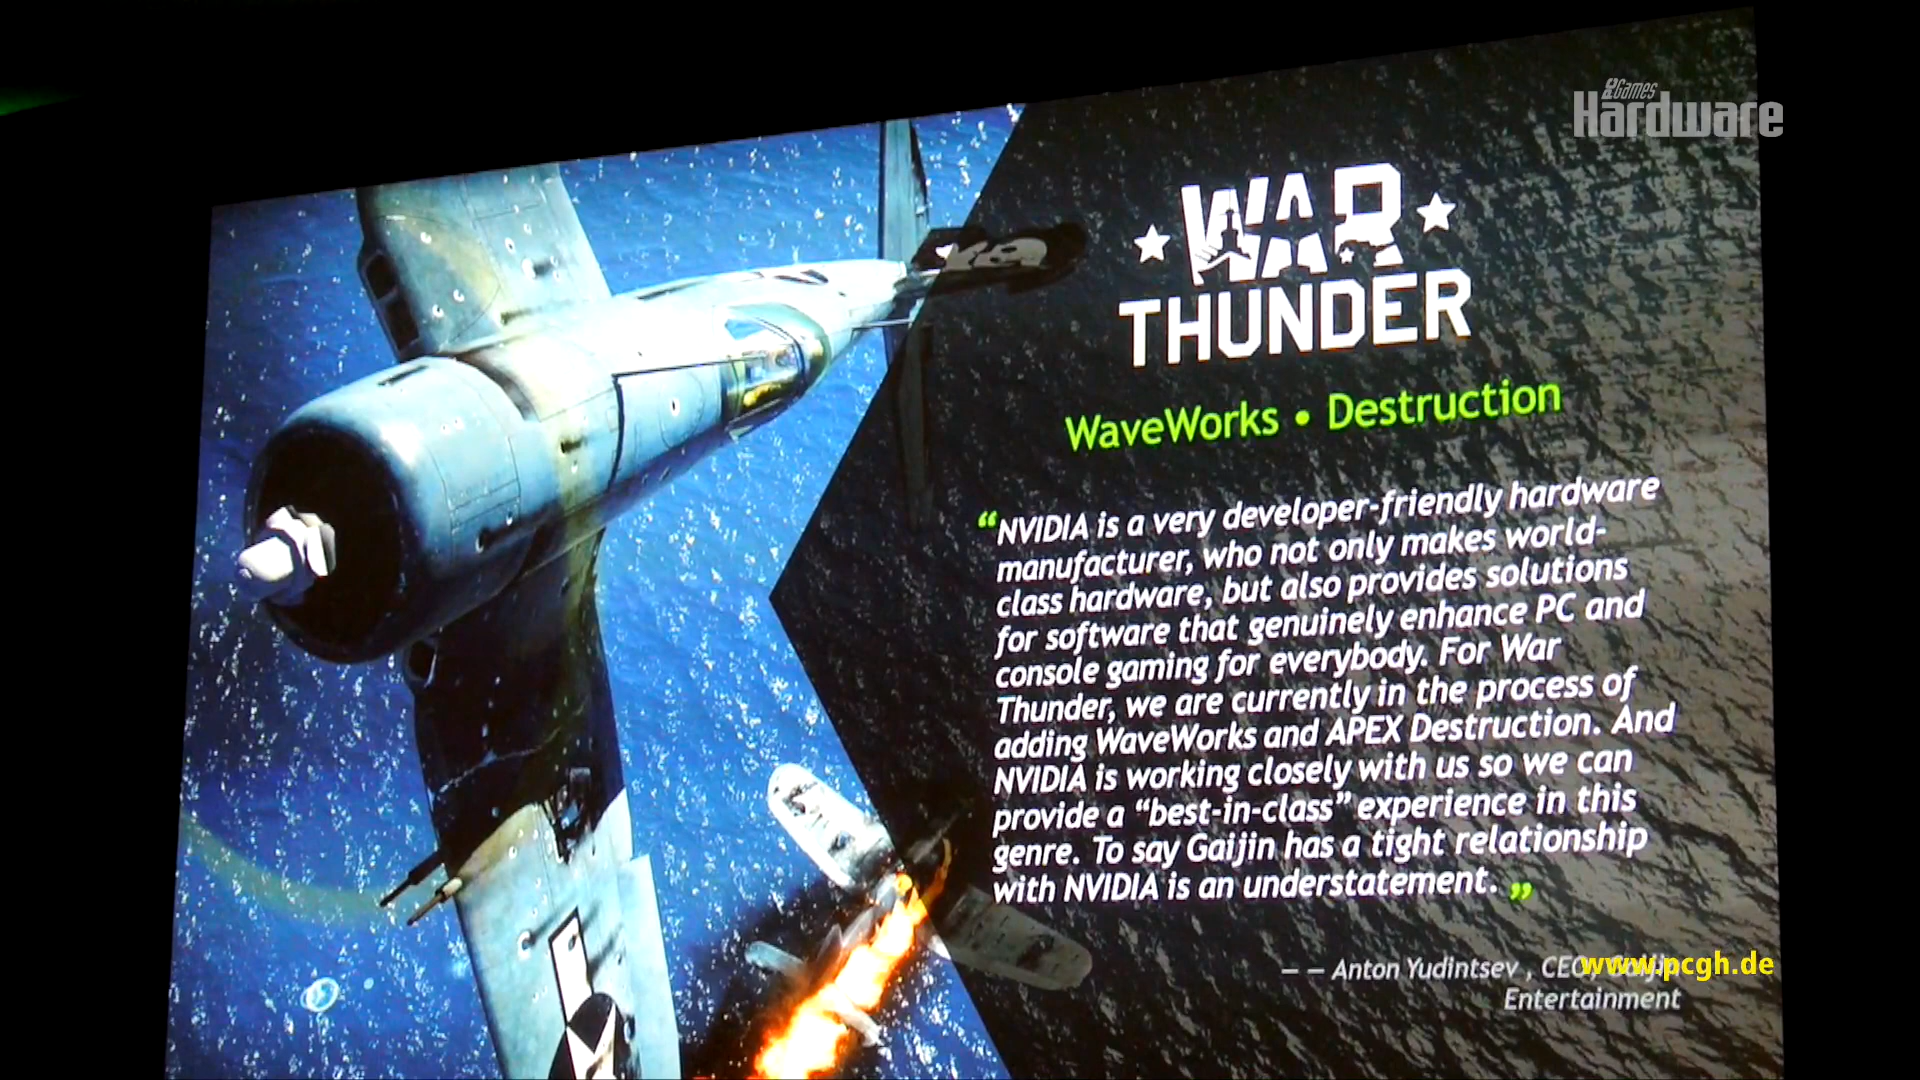 PCGames
Hardware
WAR
THUNDER
WaveWorks • Destruction
“NVIDIA is a very developer-friendly hardware
manufacturer, who not only makes world-
class hardware, but also provides solutions
for software that genuinely enhance PC and
console gaming for everybody. For War
Thunder, we are currently in the process of
adding WaveWorks and APEX Destruction. And
NVIDIA is working closely with us so we can
provide a “best-in-class” experience in this
genre. To say Gaijin has a tight relationship
with NVIDIA is an understatement. ”
– – Anton Yudintsev , CEO,
www.pcgh.de
Entertainment